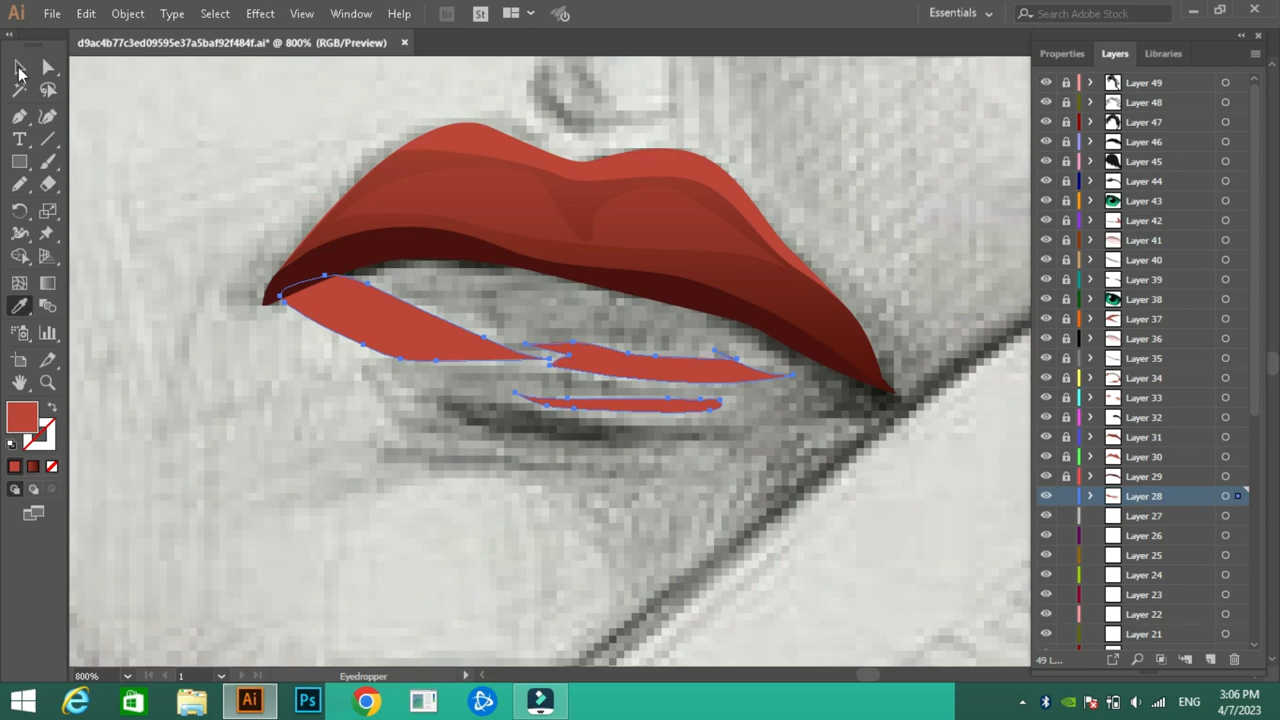 Ai File Edit Object Type Select Effect View Window Help Br St Essentials Search Adobe Stock
d9ac4b77c3ed09595e37a5baf92f484f.ai* @ 800% (RGB/Preview) ×
Properties Layers Libraries
Layer 49
Layer 48
Layer 47
Layer 46
Layer 45
Layer 44
Layer 43
Layer 42
Layer 41
Layer 40
Layer 39
Layer 38
Layer 37
Layer 36
Layer 35
Layer 34
Layer 33
Layer 32
Layer 31
Layer 30
Layer 29
Layer 28
Layer 27
Layer 26
Layer 25
Layer 24
Layer 23
Layer 22
Layer 21
49 L...
800% 1 Eyedropper
Ai Ps ENG
3:06 PM
4/7/2023